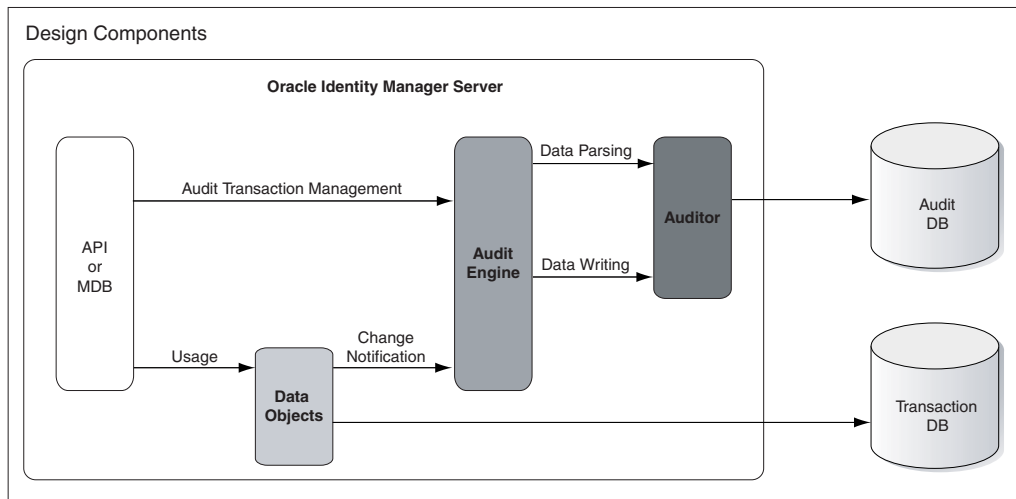 Design Components
Oracle Identity Manager Server
API
or
MDB
Audit Transaction Management
Usage
Data
Objects
Change
Notification
Audit
Engine
Data Parsing
Data Writing
Auditor
Audit
DB
Transaction
DB